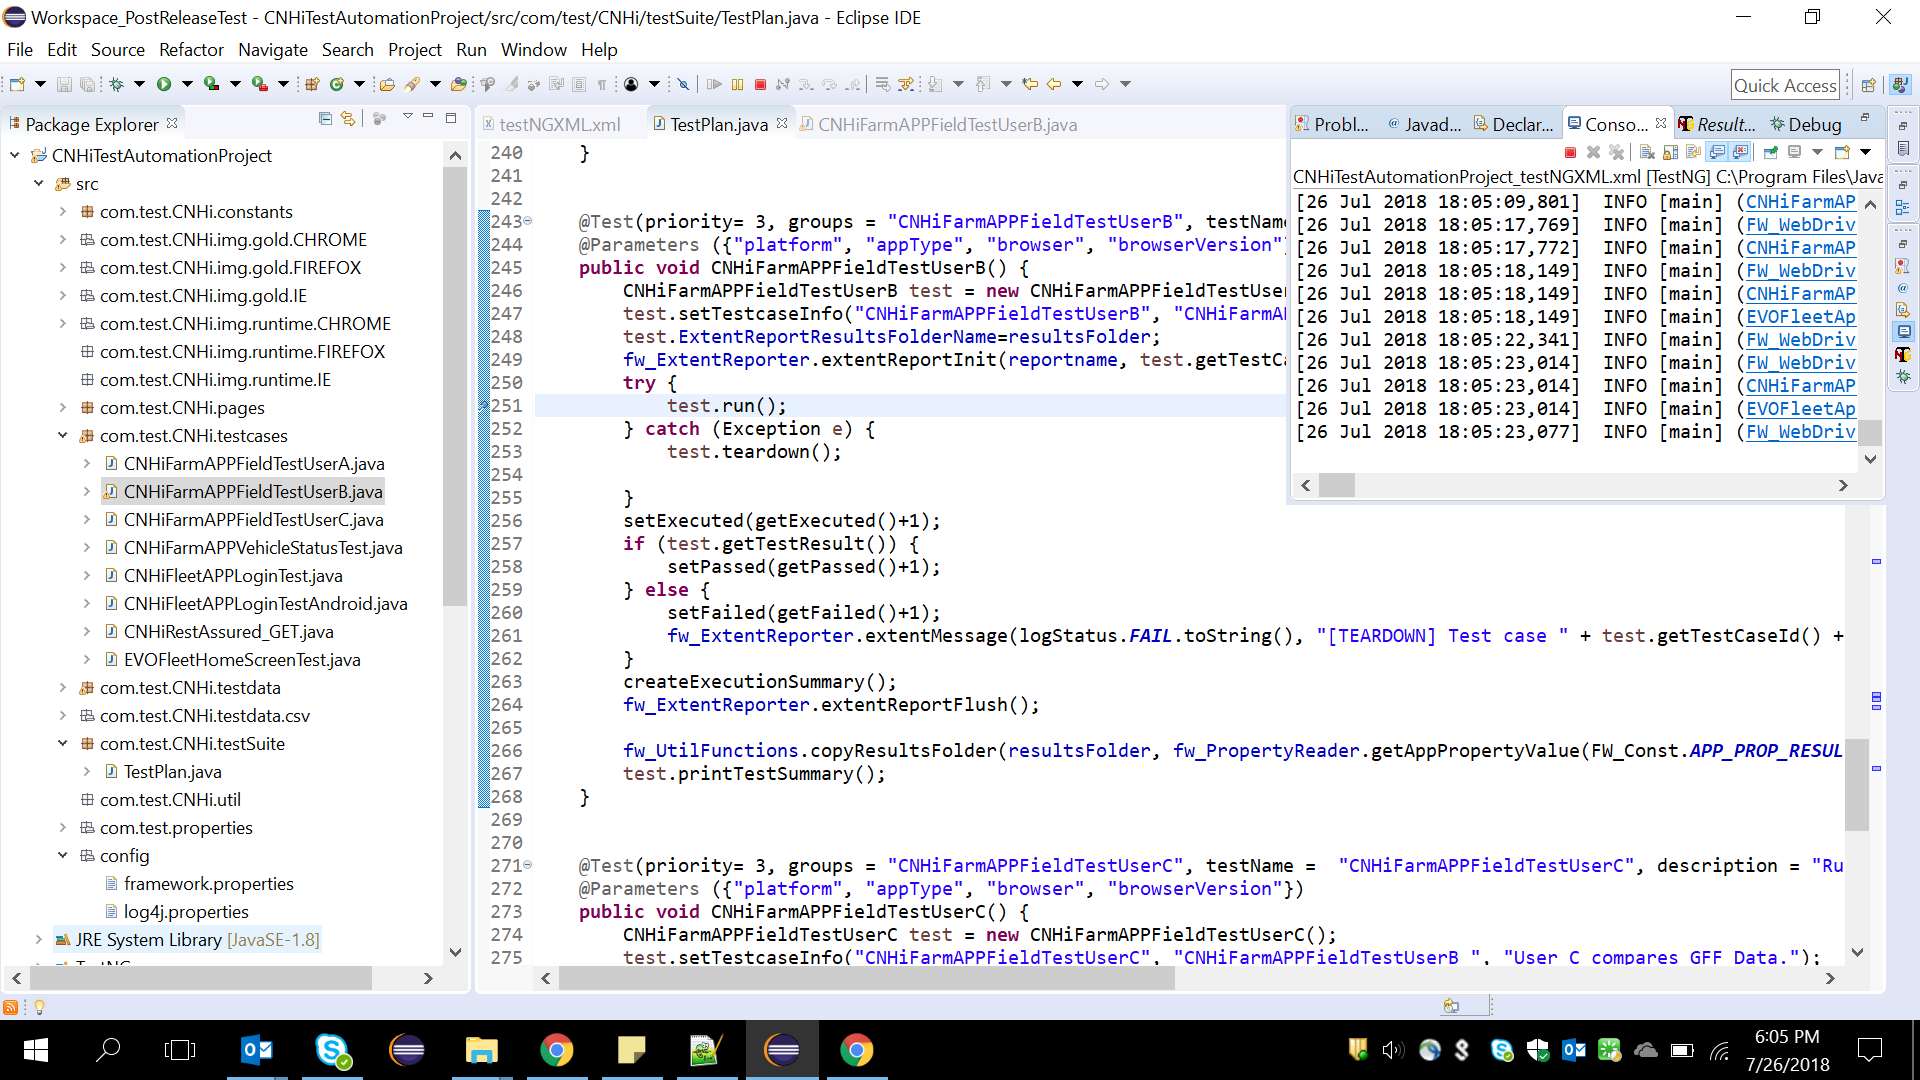 Workspace_PostReleaseTest - CNHiTestAutomationProject/src/com/test/CNHi/testSuite/TestPlan.java - Eclipse IDE
File Edit Source Refactor Navigate Search Project Run Window Help
Quick Access
Package Explorer
CNHiTestAutomationProject
src
com.test.CNHi.constants
com.test.CNHi.img.gold.CHROME
com.test.CNHi.img.gold.FIREFOX
com.test.CNHi.img.gold.IE
com.test.CNHi.img.runtime.CHROME
com.test.CNHi.img.runtime.FIREFOX
com.test.CNHi.img.runtime.IE
com.test.CNHi.pages
com.test.CNHi.testcases
CNHiFarmAPPFieldTestUserA.java
CNHiFarmAPPFieldTestUserB.java
CNHiFarmAPPFieldTestUserC.java
CNHiFarmAPPVehicleStatusTest.java
CNHiFleetAPPLoginTest.java
CNHiFleetAPPLoginTestAndroid.java
CNHiRestAssured_GET.java
EVOFleetHomeScreenTest.java
com.test.CNHi.testdata
com.test.CNHi.testdata.csv
com.test.CNHi.testSuite
TestPlan.java
com.test.CNHi.util
com.test.properties
config
framework.properties
log4j.properties
JRE System Library [JavaSE-1.8]
testNGXML.xml TestPlan.java CNHiFarmAPPFieldTestUserB.java
240 }
241
242
243 @Test(priority= 3, groups = "CNHiFarmAPPFieldTestUserB", testName
244 @Parameters ({"platform", "appType", "browser", "browserVersion"
245 public void CNHiFarmAPPFieldTestUserB() {
246 CNHiFarmAPPFieldTestUserB test = new CNHiFarmAPPFieldTestUser
247 test.setTestcaseInfo("CNHiFarmAPPFieldTestUserB", "CNHiFarmA
248 test.ExtentReportResultsFolderName=resultsFolder;
249 fw_ExtentReporter.extentReportInit(reportname, test.getTestCa
250 try {
251 test.run();
252 } catch (Exception e) {
253 test.teardown();
254
255 }
256 setExecuted(getExecuted()+1);
257 if (test.getTestResult()) {
258 setPassed(getPassed()+1);
259 } else {
260 setFailed(getFailed()+1);
261 fw_ExtentReporter.extentMessage(logStatus.FAIL.toString(), "[TEARDOWN] Test case " + test.getTestCaseId() +
262 }
263 createExecutionSummary();
264 fw_ExtentReporter.extentReportFlush();
265
266 fw_UtilFunctions.copyResultsFolder(resultsFolder, fw_PropertyReader.getAppPropertyValue(FW_Const.APP_PROP_RESUL
267 test.printTestSummary();
268 }
269
270
271 @Test(priority= 3, groups = "CNHiFarmAPPFieldTestUserC", testName = "CNHiFarmAPPFieldTestUserC", description = "Ru
272 @Parameters ({"platform", "appType", "browser", "browserVersion"})
273 public void CNHiFarmAPPFieldTestUserC() {
274 CNHiFarmAPPFieldTestUserC test = new CNHiFarmAPPFieldTestUserC();
275 test.setTestcaseInfo("CNHiFarmAPPFieldTestUserC", "CNHiFarmAPPFieldTestUserB ", "User C compares GFF Data.");
Probl... Javad... Declar... Conso... Result... Debug
CNHiTestAutomationProject_testNGXML.xml [TestNG] C:\Program Files\Java
[26 Jul 2018 18:05:09,801] INFO [main] (CNHiFarmAP
[26 Jul 2018 18:05:17,769] INFO [main] (FW_WebDriv
[26 Jul 2018 18:05:17,772] INFO [main] (CNHiFarmAP
[26 Jul 2018 18:05:18,149] INFO [main] (FW_WebDriv
[26 Jul 2018 18:05:18,149] INFO [main] (CNHiFarmAP
[26 Jul 2018 18:05:18,149] INFO [main] (EVOFleetAp
[26 Jul 2018 18:05:22,341] INFO [main] (FW_WebDriv
[26 Jul 2018 18:05:23,014] INFO [main] (FW_WebDriv
[26 Jul 2018 18:05:23,014] INFO [main] (CNHiFarmAP
[26 Jul 2018 18:05:23,014] INFO [main] (EVOFleetAp
[26 Jul 2018 18:05:23,077] INFO [main] (FW_WebDriv
6:05 PM
7/26/2018